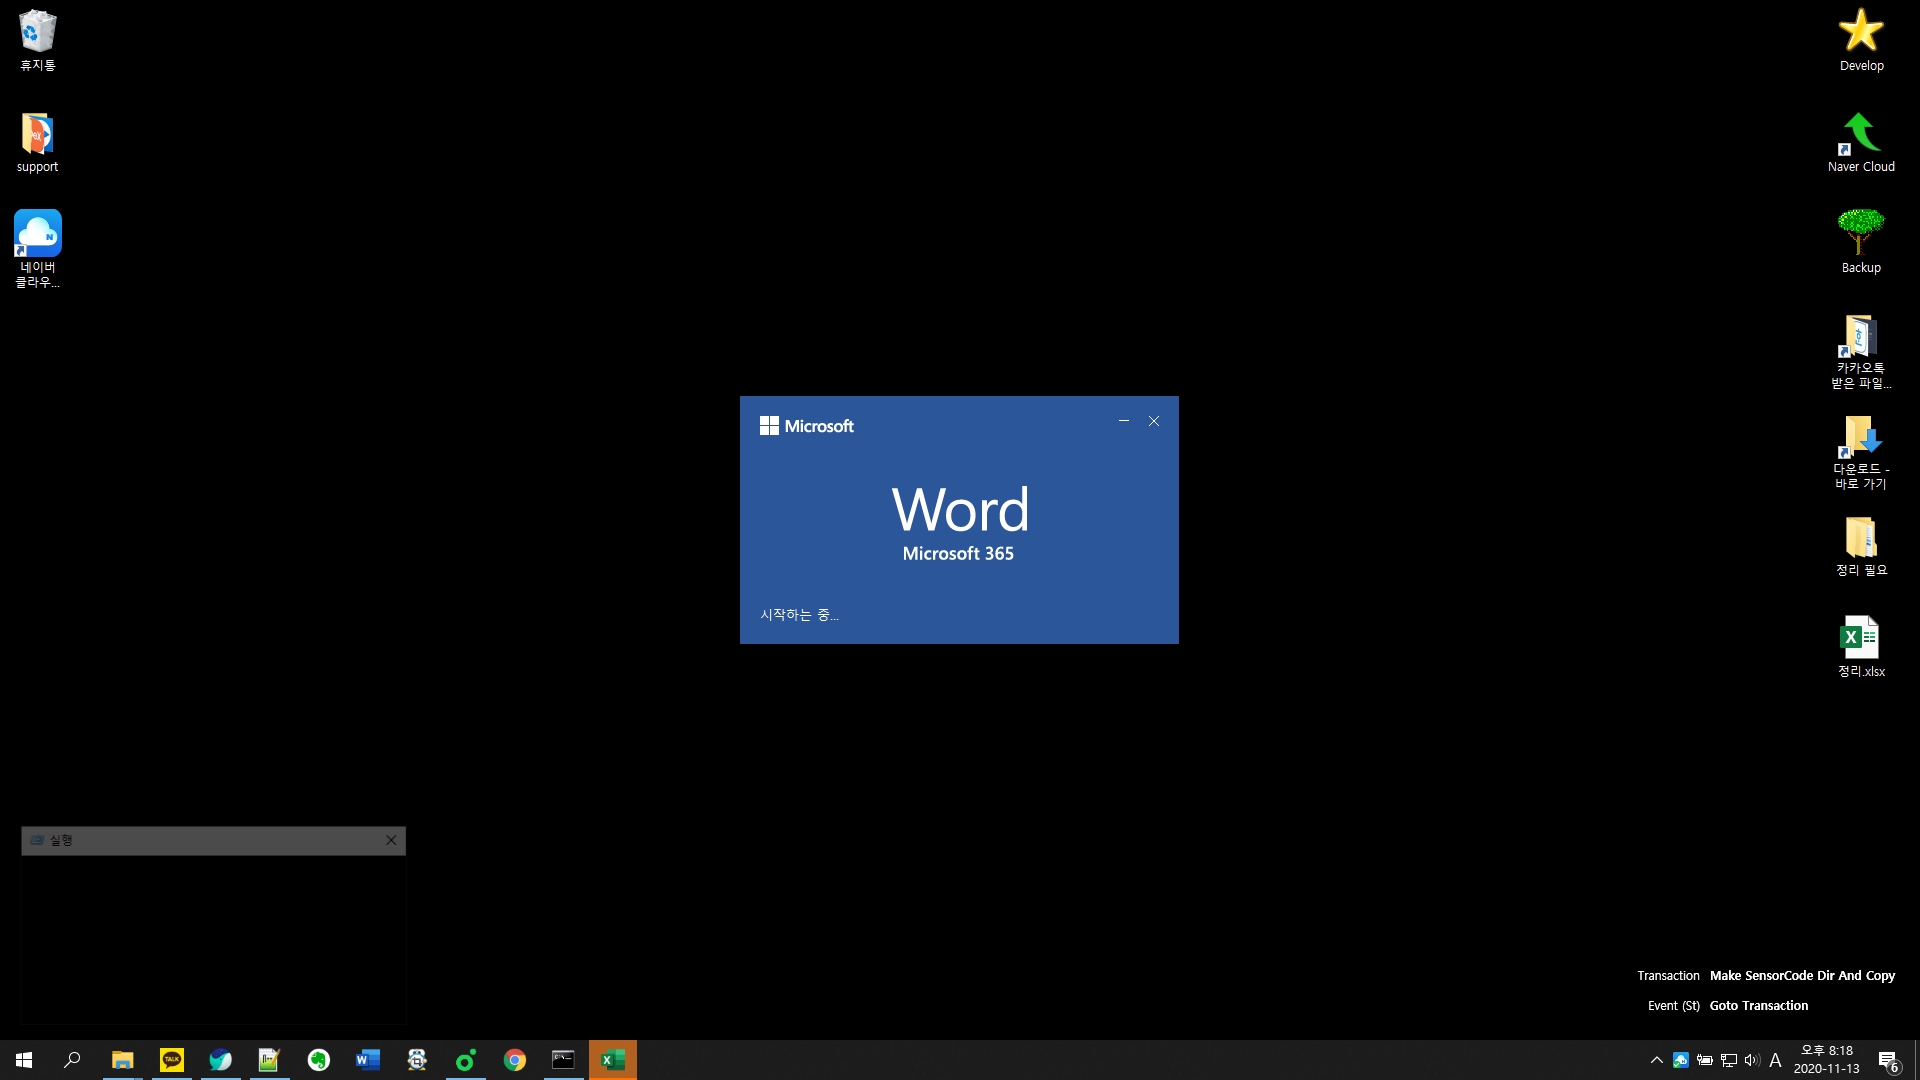 휴지통
support
네이버
클라우...
Develop
Naver Cloud
Backup
카카오톡
받은 파일...
다운로드 -
바로 가기
정리 필요
정리.xlsx
Microsoft
Word
Microsoft 365
시작하는 중...
실행
Transaction Make SensorCode Dir And Copy
Event (St) Goto Transaction
TALK
A
오후 8:18
2020-11-13
6